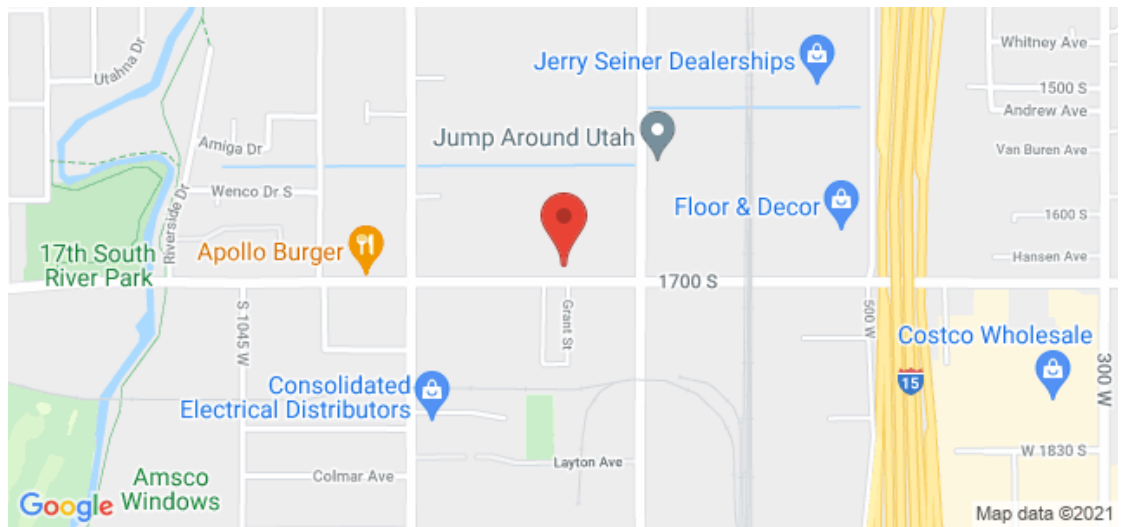 Utahna Dr
Jerry Seiner Dealerships
Whitney Ave
1500 S
Andrew Ave
Amiga Dr
Jump Around Utah
Van Buren Ave
Wenco Dr S
Riverside Dr
Floor & Decor
1600 S
17th South
River Park
Apollo Burger
Hansen Ave
1700 S
S 1045 W
Grant St
500 W
Costco Wholesale
300 W
15
Consolidated
Electrical Distributors
Layton Ave
W 1830 S
Amsco
Windows
Colmar Ave
Google
Map data ©2021